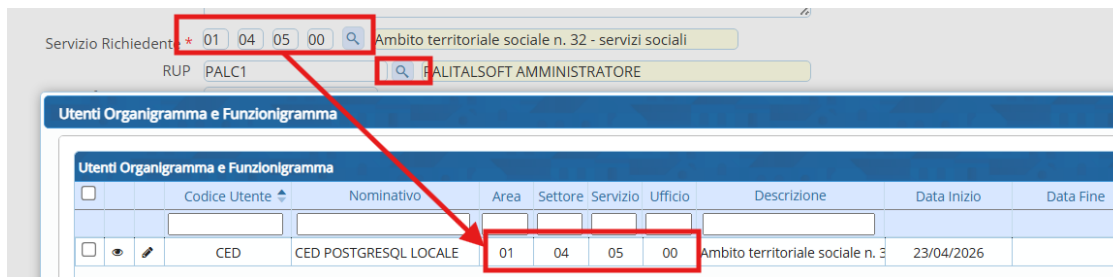 Servizio Richiedente * 01 04 05 00 Ambito territoriale sociale n. 32 - servizi sociali
RUP PALC1 PALITALSOFT AMMINISTRATORE
Utenti Organigramma e Funzionigramma
Utenti Organigramma e Funzionigramma
Codice Utente Nominativo Area Settore Servizio Ufficio Descrizione Data Inizio Data Fine
CED CED POSTGRESQL LOCALE 01 04 05 00 Ambito territoriale sociale n. 3 23/04/2026